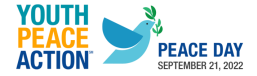 YOUTH
PEACE
ACTION
PEACE DAY
SEPTEMBER 21, 2022